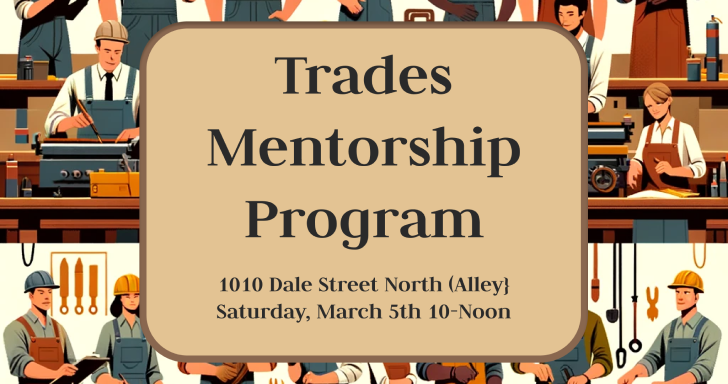 Trades
Mentorship
Program
1010 Dale Street North (Alley}
Saturday, March 5th 10-Noon